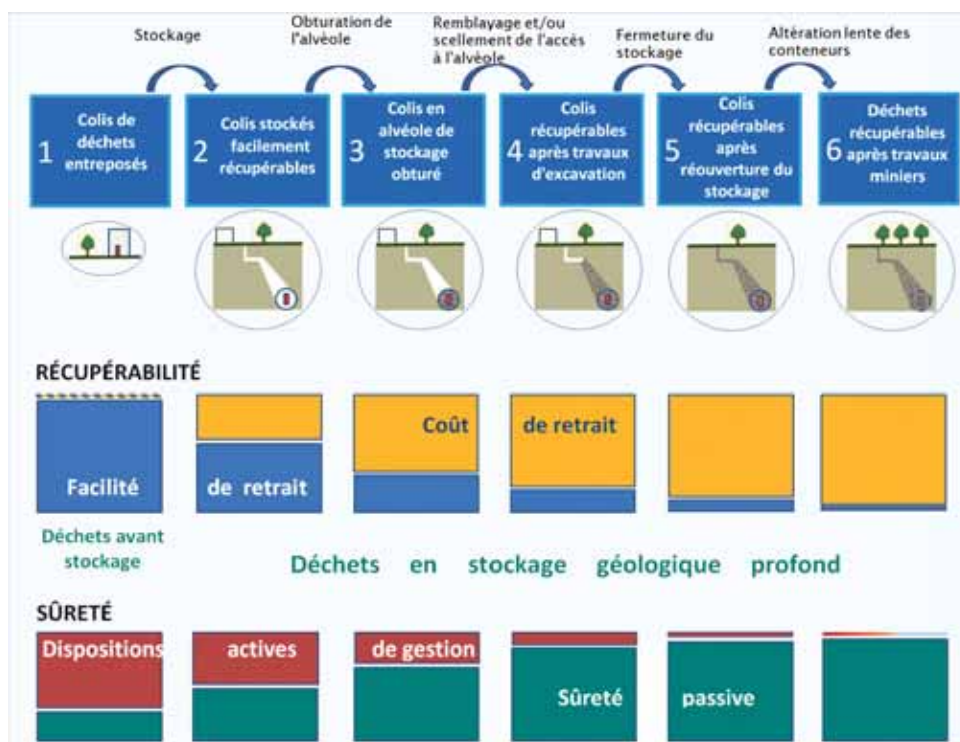 Stockage
Obturation de
l'alvèole
Remblayage et/ou
scellement de l'accès
à l'alvèole
Fermeture du
stockage
Altération lente des
conteneurs
1
Colis de
déchets
entreposés
2
Colis stockés
facilement
récupérables
3
Colis en
alvéole de
stockage
obturé
4
Colis
récupérables
après travaux
d'excavation
5
Colis
récupérables
après
réouverture du
stockage
6
Déchets
récupérables
après travaux
miniers
RÉCUPÉRABILITÉ
Coût de retrait
Facilité de retrait
Déchets avant
stockage
Déchets en stockage géologique profond
SÛRETÉ
Dispositions actives de gestion
Sûreté passive